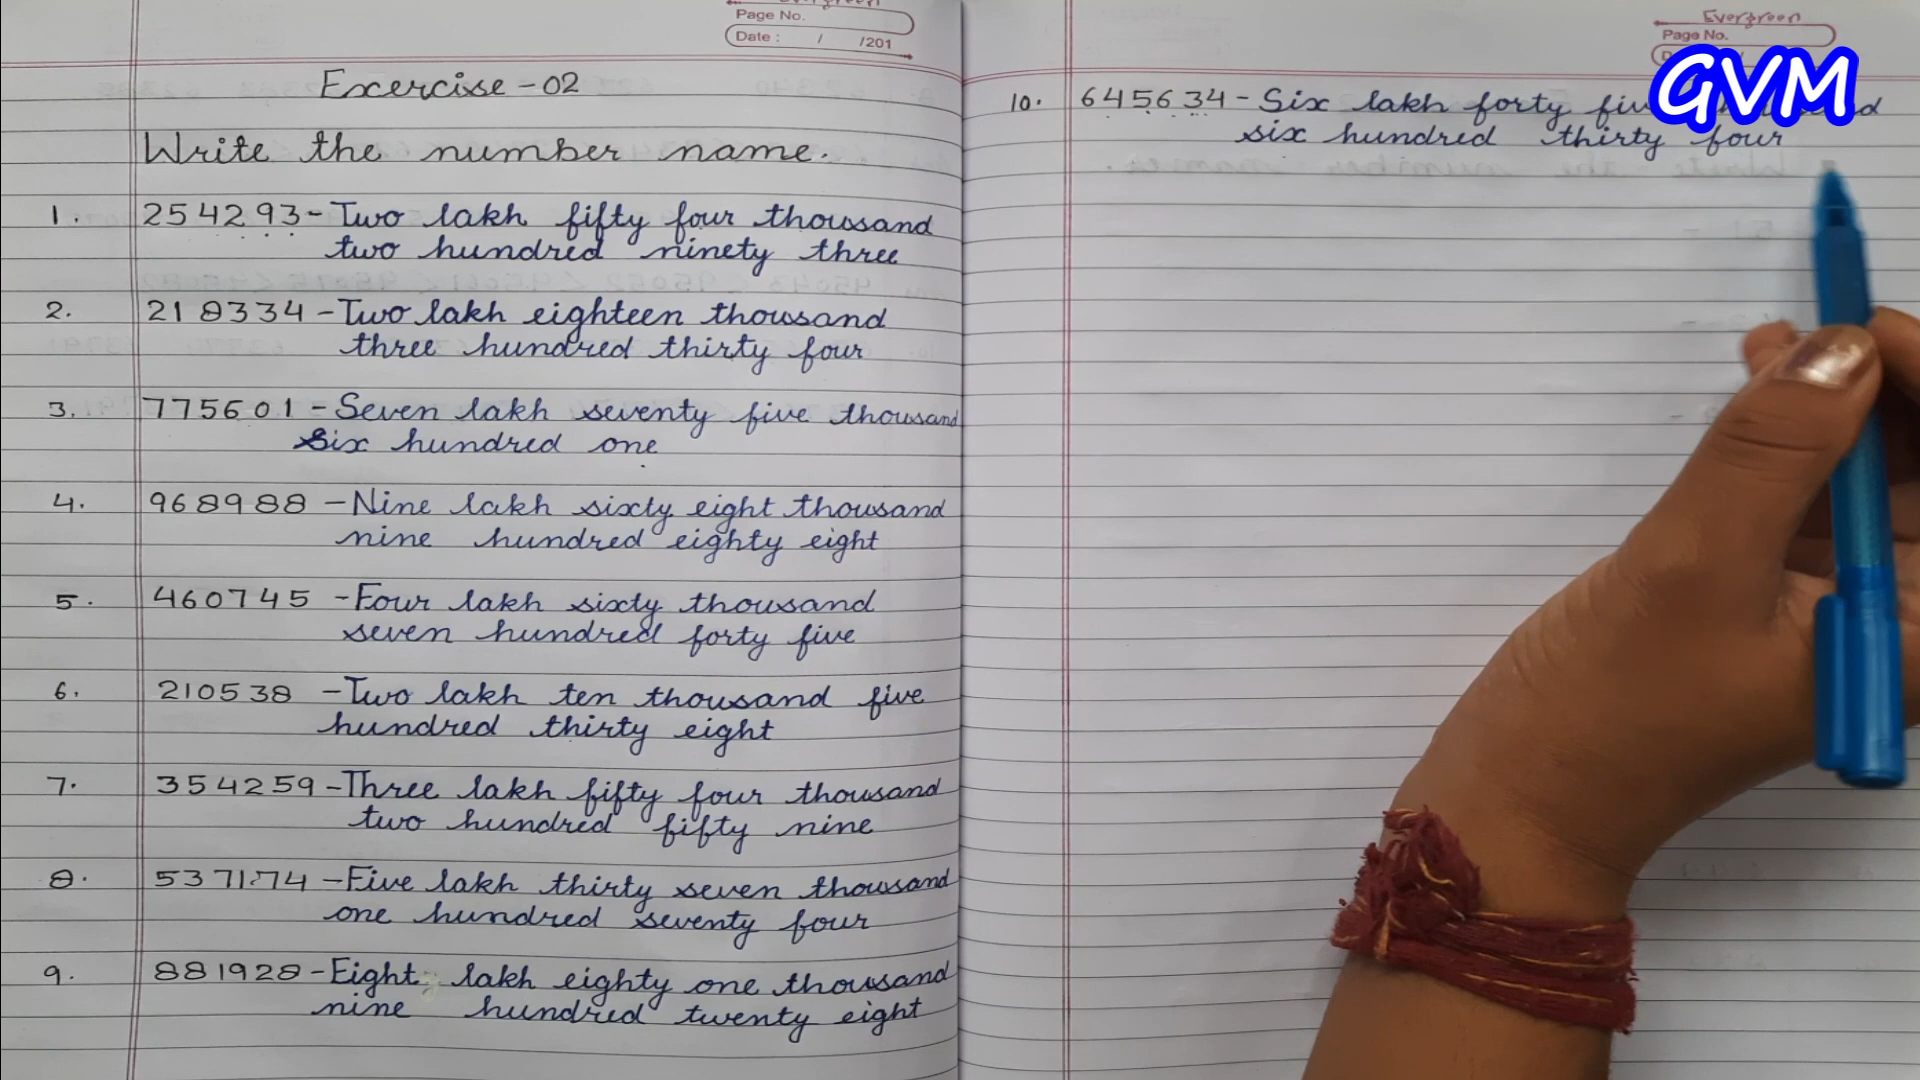 Page No.
Date : / /201
Excercise - 02
Write the number name.
1. 254293 - Two lakh fifty four thousand
two hundred ninety three
2. 218334 - Two lakh eighteen thousand
three hundred thirty four
3. 775601 - Seven lakh seventy five thousand
Six hundred one
4. 968988 - Nine lakh sixty eight thousand
nine hundred eighty eight
5. 460745 - Four lakh sixty thousand
seven hundred forty five
6. 210538 - Two lakh ten thousand five
hundred thirty eight
7. 354259 - Three lakh fifty four thousand
two hundred fifty nine
8. 537174 - Five lakh thirty seven thousand
one hundred seventy four
9. 881928 - Eight lakh eighty one thousand
nine hundred twenty eight
Evergreen
Page No.
GVM
10. 645634 - Six lakh forty
six hundred thirty four